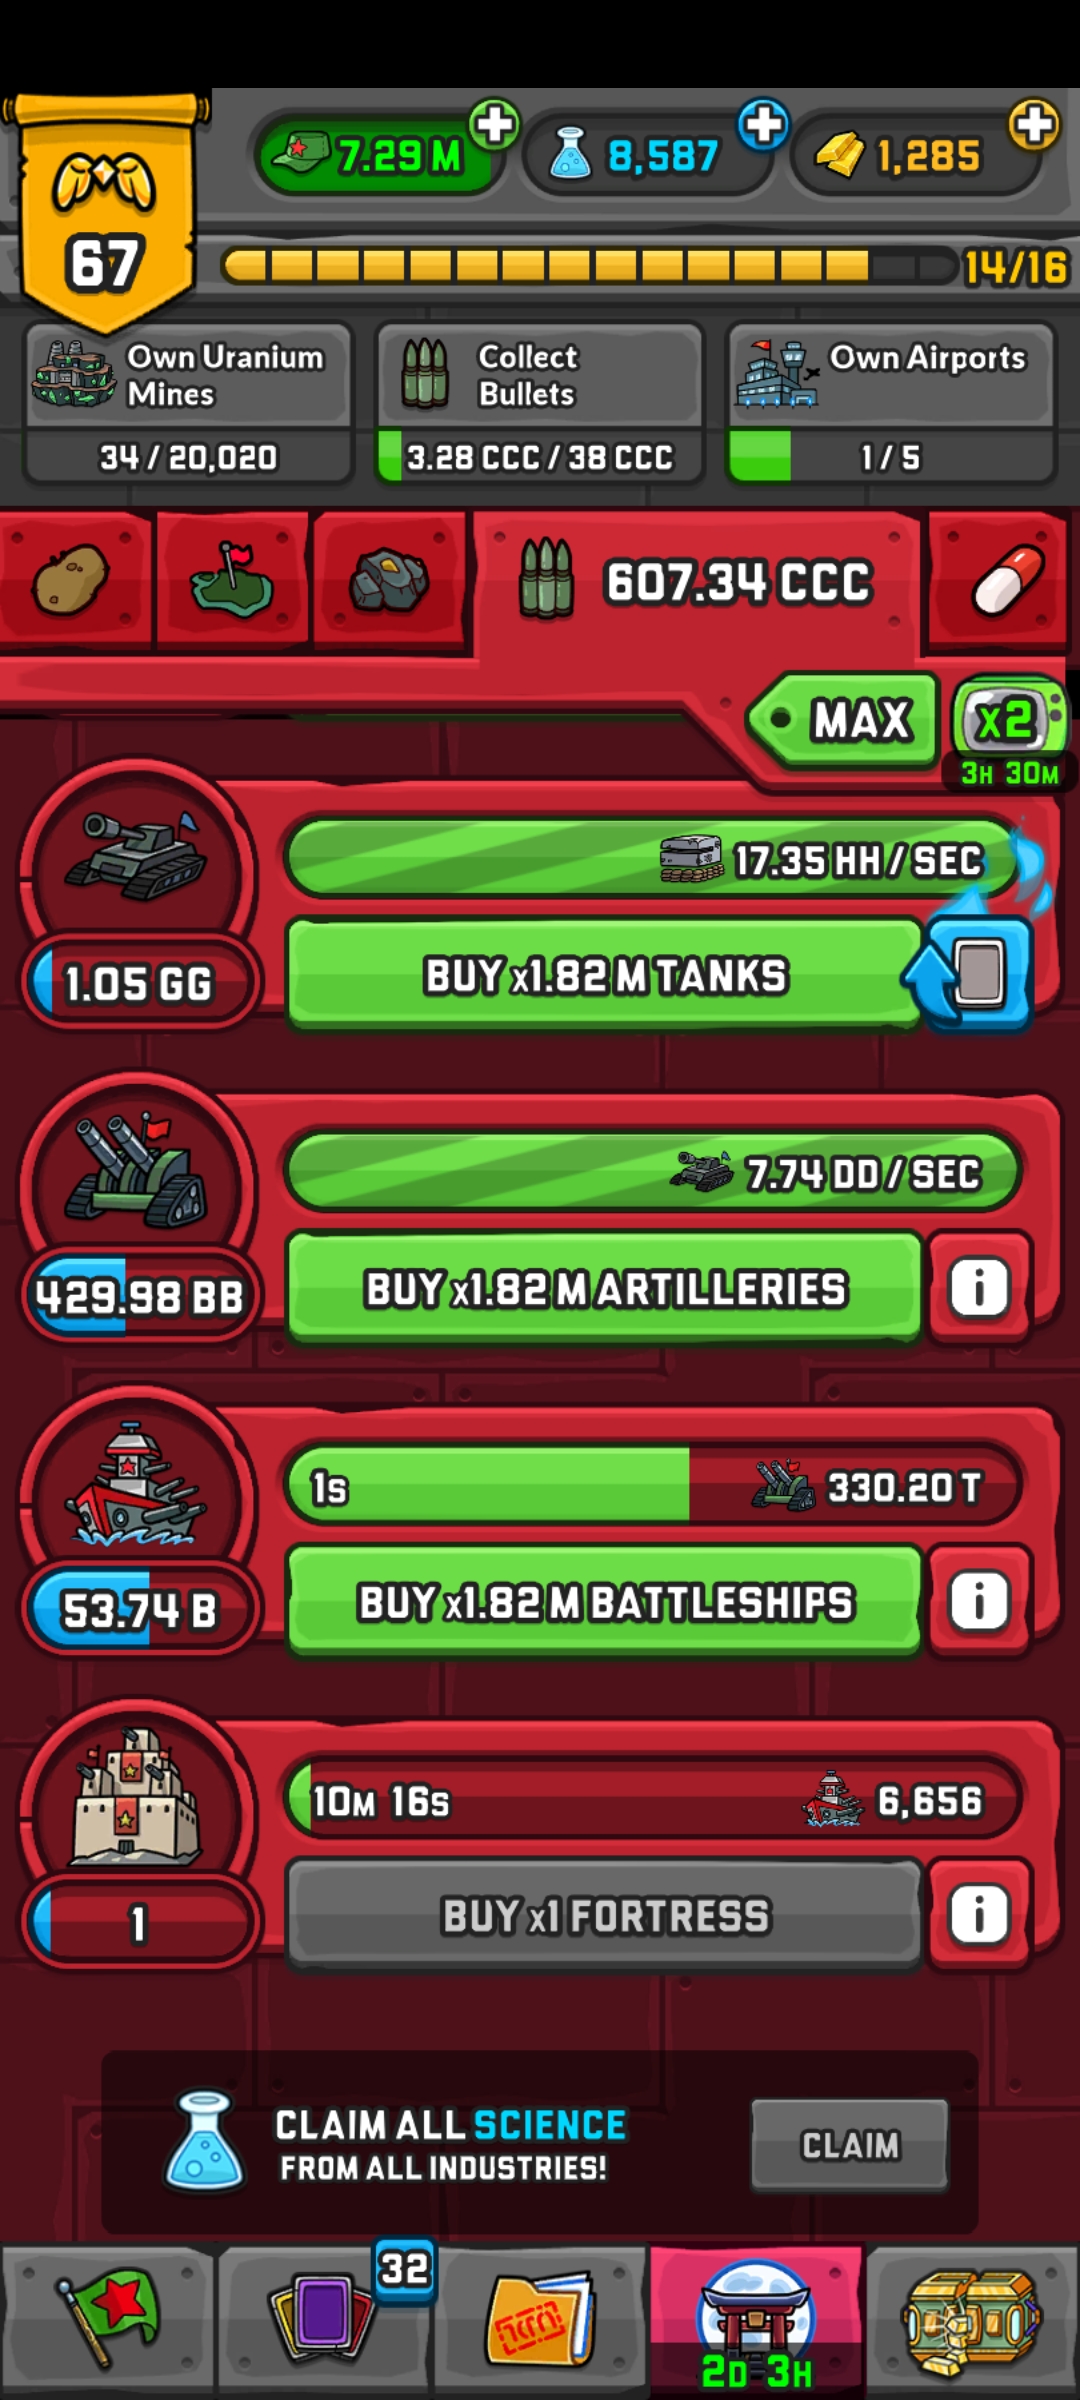 7.29 M
8,587
1,285
67
14/16
Own Uranium
Mines
34 / 20,020
Collect
Bullets
3.28 CCC / 38 CCC
Own Airports
1 / 5
607.34 CCC
MAX
x2
3H 30M
17.35 HH / SEC
1.05 GG
BUY x1.82 M TANKS
7.74 DD / SEC
429.98 BB
BUY x1.82 M ARTILLERIES
i
1s
330.20 T
53.74 B
BUY x1.82 M BATTLESHIPS
i
10M 16s
6,656
1
BUY x1 FORTRESS
i
CLAIM ALL SCIENCE
FROM ALL INDUSTRIES!
CLAIM
32
2D 3H